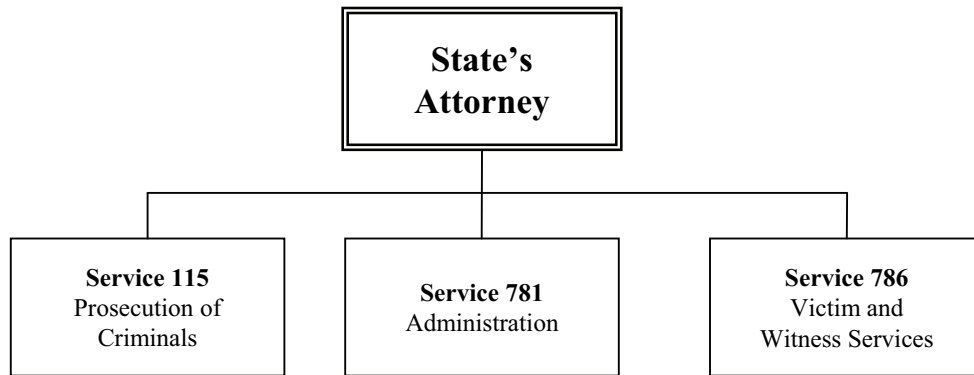 State’s
Attorney
Service 115
Prosecution of
Criminals
Service 781
Administration
Service 786
Victim and
Witness Services